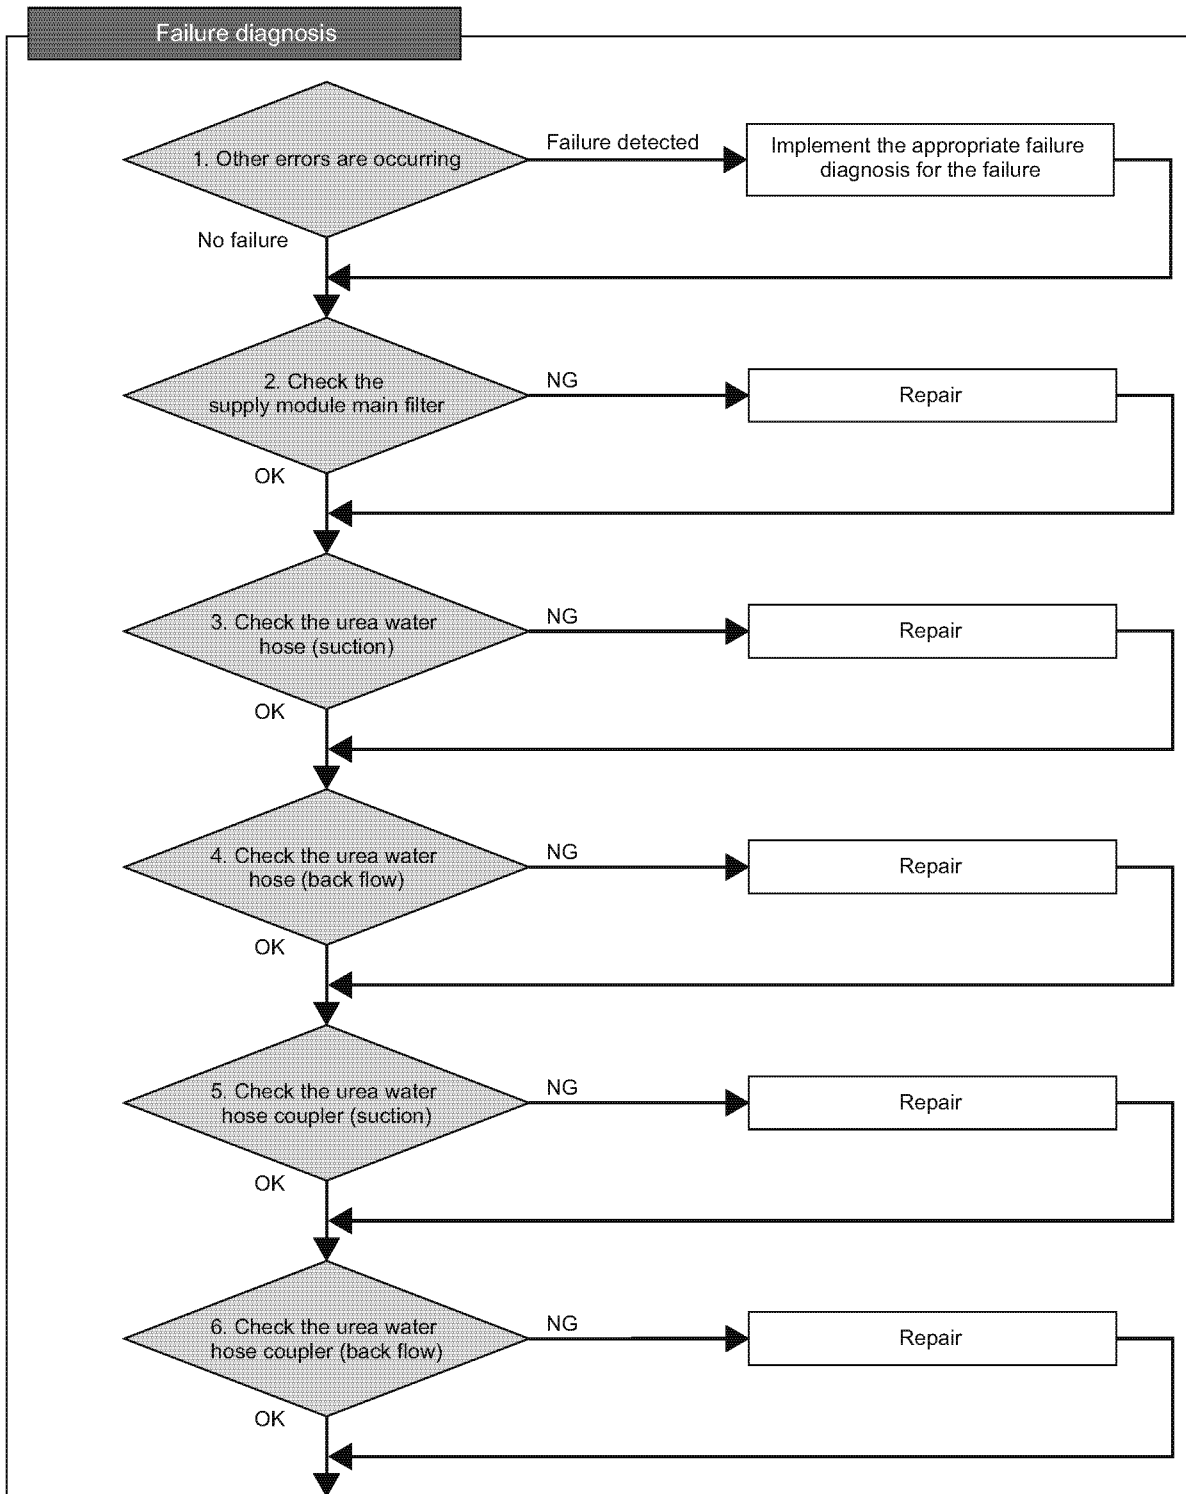 Failure diagnosis
1. Other errors are occurring
Failure detected
Implement the appropriate failure
diagnosis for the failure
No failure
2. Check the
supply module main filter
NG
Repair
OK
3. Check the urea water
hose (suction)
NG
Repair
OK
4. Check the urea water
hose (back flow)
NG
Repair
OK
5. Check the urea water
hose coupler (suction)
NG
Repair
OK
6. Check the urea water
hose coupler (back flow)
NG
Repair
OK